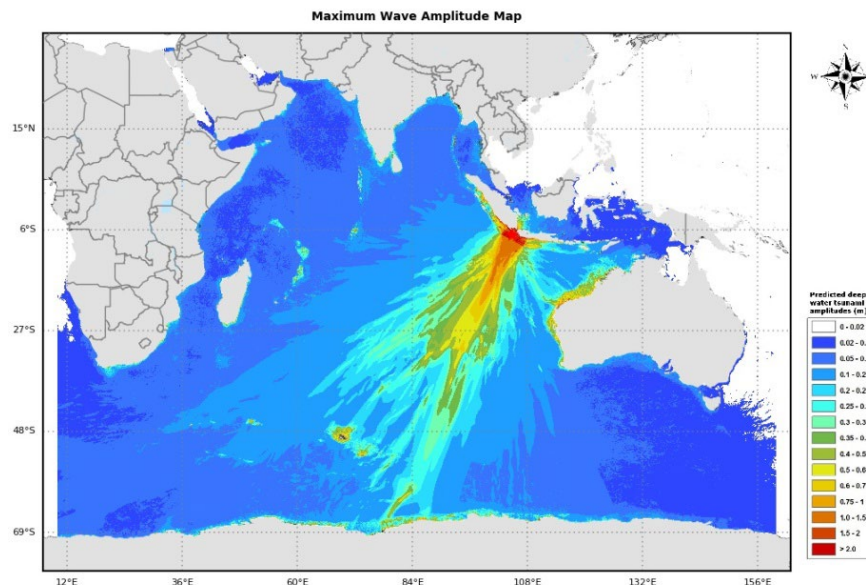 Maximum Wave Amplitude Map
N
W
E
S
15°N
6°S
27°S
48°S
69°S
12°E
36°E
60°E
84°E
108°E
132°E
156°E
Predicted deep
water tsunami
amplitudes (m)
0 - 0.02
0.02 - 0.
0.05 - 0.
0.1 - 0.2
0.2 - 0.2
0.25 - 0.
0.3 - 0.3
0.35 - 0.
0.4 - 0.5
0.5 - 0.6
0.6 - 0.7
0.75 - 1
1.0 - 1.5
1.5 - 2
> 2.0